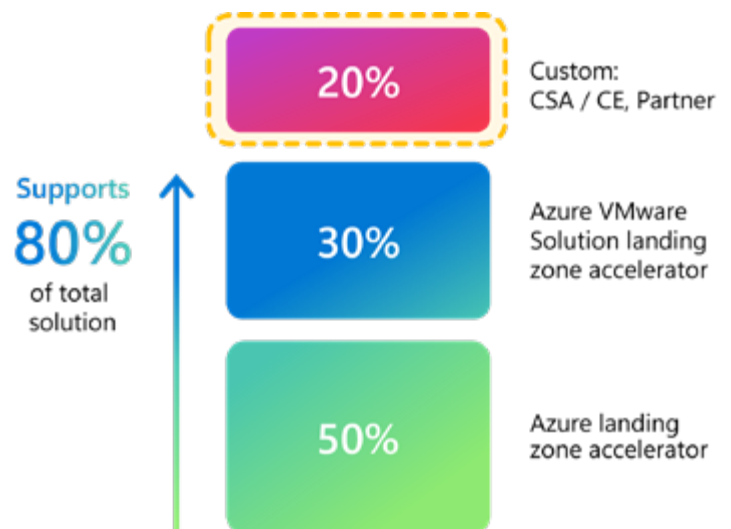 20%
Custom:
CSA / CE, Partner
Supports
80%
of total
solution
30%
Azure VMware
Solution landing
zone accelerator
50%
Azure landing
zone accelerator